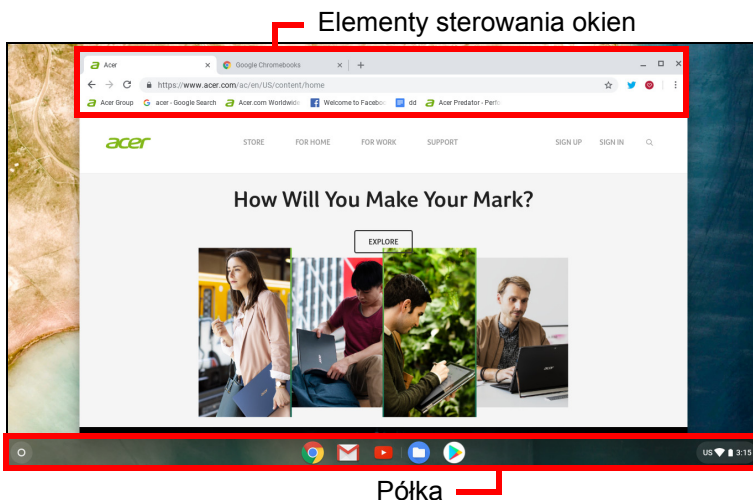 Elementy sterowania okien
Acer × Google Chromebooks × +
https://www.acer.com/ac/en/US/content/home
Acer Group acer - Google Search Acer.com Worldwide Welcome to Faceboo dd Acer Predator - Perfo
acer STORE FOR HOME FOR WORK SUPPORT SIGN UP SIGN IN
How Will You Make Your Mark?
EXPLORE
US 3:15
Półka